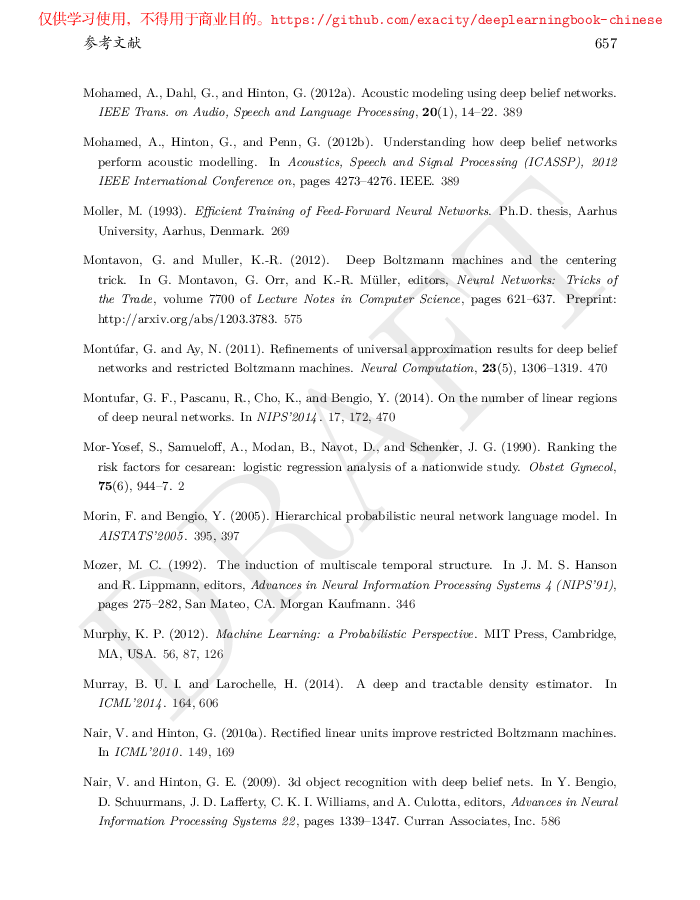 仅供学习使用，不得用于商业目的。https://github.com/exacity/deeplearningbook-chinese
参考文献 657
Mohamed, A., Dahl, G., and Hinton, G. (2012a). Acoustic modeling using deep belief networks.
IEEE Trans. on Audio, Speech and Language Processing, 20(1), 14–22. 389
Mohamed, A., Hinton, G., and Penn, G. (2012b). Understanding how deep belief networks
perform acoustic modelling. In Acoustics, Speech and Signal Processing (ICASSP), 2012
IEEE International Conference on, pages 4273–4276. IEEE. 389
Moller, M. (1993). Efficient Training of Feed-Forward Neural Networks. Ph.D. thesis, Aarhus
University, Aarhus, Denmark. 269
Montavon, G. and Muller, K.-R. (2012). Deep Boltzmann machines and the centering
trick. In G. Montavon, G. Orr, and K.-R. Müller, editors, Neural Networks: Tricks of
the Trade, volume 7700 of Lecture Notes in Computer Science, pages 621–637. Preprint:
http://arxiv.org/abs/1203.3783. 575
Montúfar, G. and Ay, N. (2011). Refinements of universal approximation results for deep belief
networks and restricted Boltzmann machines. Neural Computation, 23(5), 1306–1319. 470
Montufar, G. F., Pascanu, R., Cho, K., and Bengio, Y. (2014). On the number of linear regions
of deep neural networks. In NIPS'2014. 17, 172, 470
Mor-Yosef, S., Samueloff, A., Modan, B., Navot, D., and Schenker, J. G. (1990). Ranking the
risk factors for cesarean: logistic regression analysis of a nationwide study. Obstet Gynecol,
75(6), 944–7. 2
Morin, F. and Bengio, Y. (2005). Hierarchical probabilistic neural network language model. In
AISTATS'2005. 395, 397
Mozer, M. C. (1992). The induction of multiscale temporal structure. In J. M. S. Hanson
and R. Lippmann, editors, Advances in Neural Information Processing Systems 4 (NIPS'91),
pages 275–282, San Mateo, CA. Morgan Kaufmann. 346
Murphy, K. P. (2012). Machine Learning: a Probabilistic Perspective. MIT Press, Cambridge,
MA, USA. 56, 87, 126
Murray, B. U. I. and Larochelle, H. (2014). A deep and tractable density estimator. In
ICML'2014. 164, 606
Nair, V. and Hinton, G. (2010a). Rectified linear units improve restricted Boltzmann machines.
In ICML'2010. 149, 169
Nair, V. and Hinton, G. E. (2009). 3d object recognition with deep belief nets. In Y. Bengio,
D. Schuurmans, J. D. Lafferty, C. K. I. Williams, and A. Culotta, editors, Advances in Neural
Information Processing Systems 22, pages 1339–1347. Curran Associates, Inc. 586
DRAFT